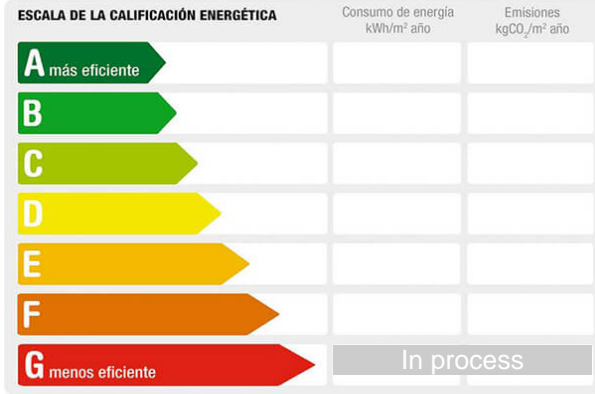 ESCALA DE LA CALIFICACIÓN ENERGÉTICA
Consumo de energía
kWh/m² año
Emisiones
kgCO₂/m² año
A más eficiente
B
C
D
E
F
G menos eficiente
In process